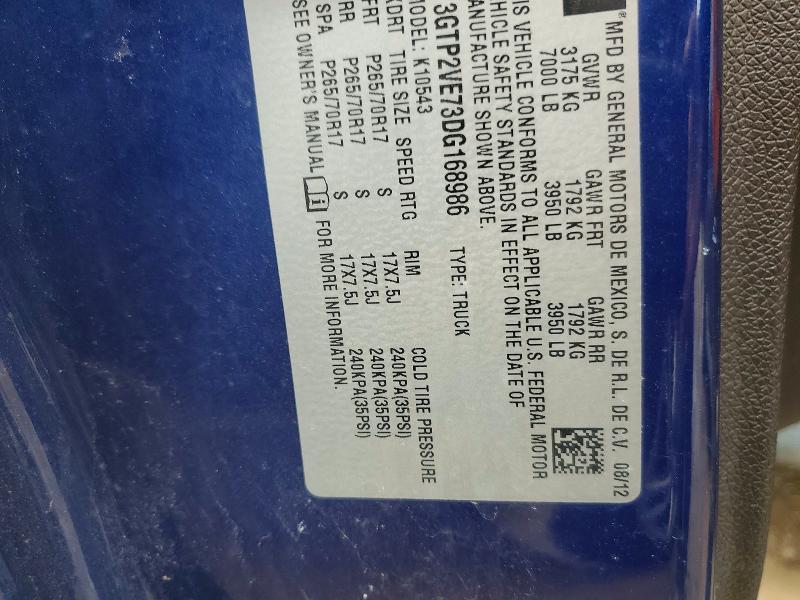 ® MFD BY GENERAL MOTORS DE MEXICO, S. DE R.L. DE C.V. 08/12
GVWR GAWR FRT GAWR RR
3175 KG 1792 KG 1792 KG
7000 LB 3950 LB 3950 LB
IS VEHICLE CONFORMS TO ALL APPLICABLE U.S. FEDERAL MOTOR
HICLE SAFETY STANDARDS IN EFFECT ON THE DATE OF
ANUFACTURE SHOWN ABOVE.
3GTP2VE73DG168986 TYPE: TRUCK
MODEL: K10543
XDRT TIRE SIZE SPEED RTG RIM COLD TIRE PRESSURE
FRT P265/70R17 S 17X7.5J 240KPA(35PSI)
RR P265/70R17 S 17X7.5J 240KPA(35PSI)
SPA P265/70R17 S 17X7.5J 240KPA(35PSI)
SEE OWNER'S MANUAL i FOR MORE INFORMATION.